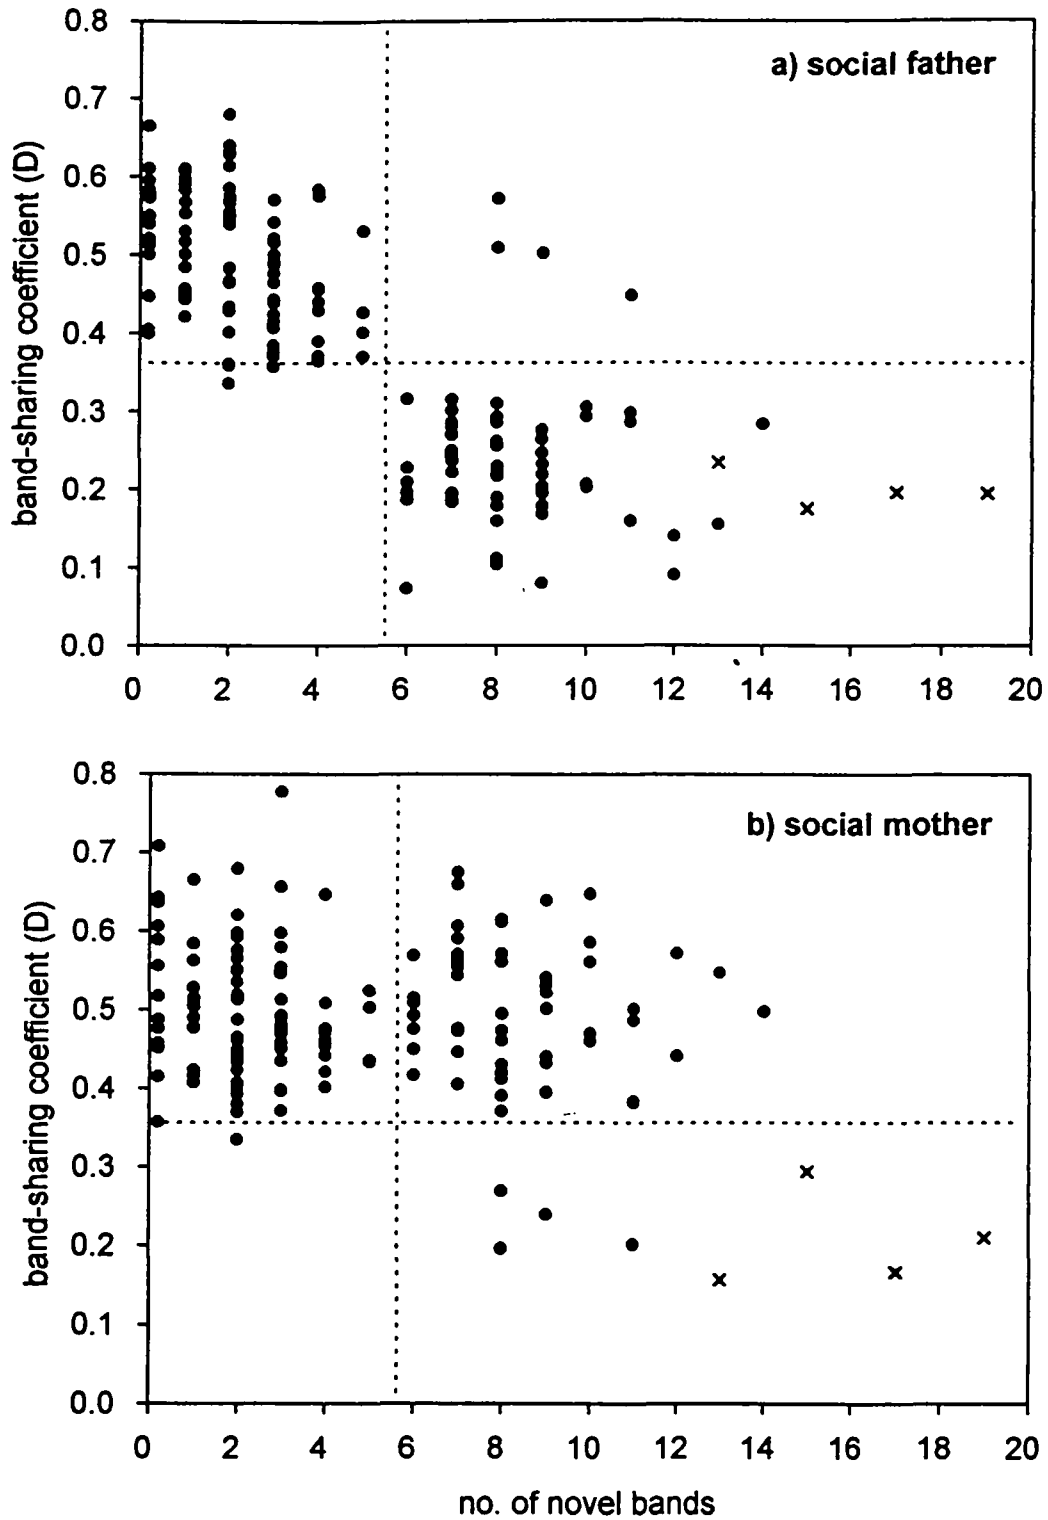 a) social father
band-sharing coefficient (D)
0.8
0.7
0.6
0.5
0.4
0.3
0.2
0.1
0.0
0 2 4 6 8 10 12 14 16 18 20
b) social mother
band-sharing coefficient (D)
0.8
0.7
0.6
0.5
0.4
0.3
0.2
0.1
0.0
0 2 4 6 8 10 12 14 16 18 20
no. of novel bands